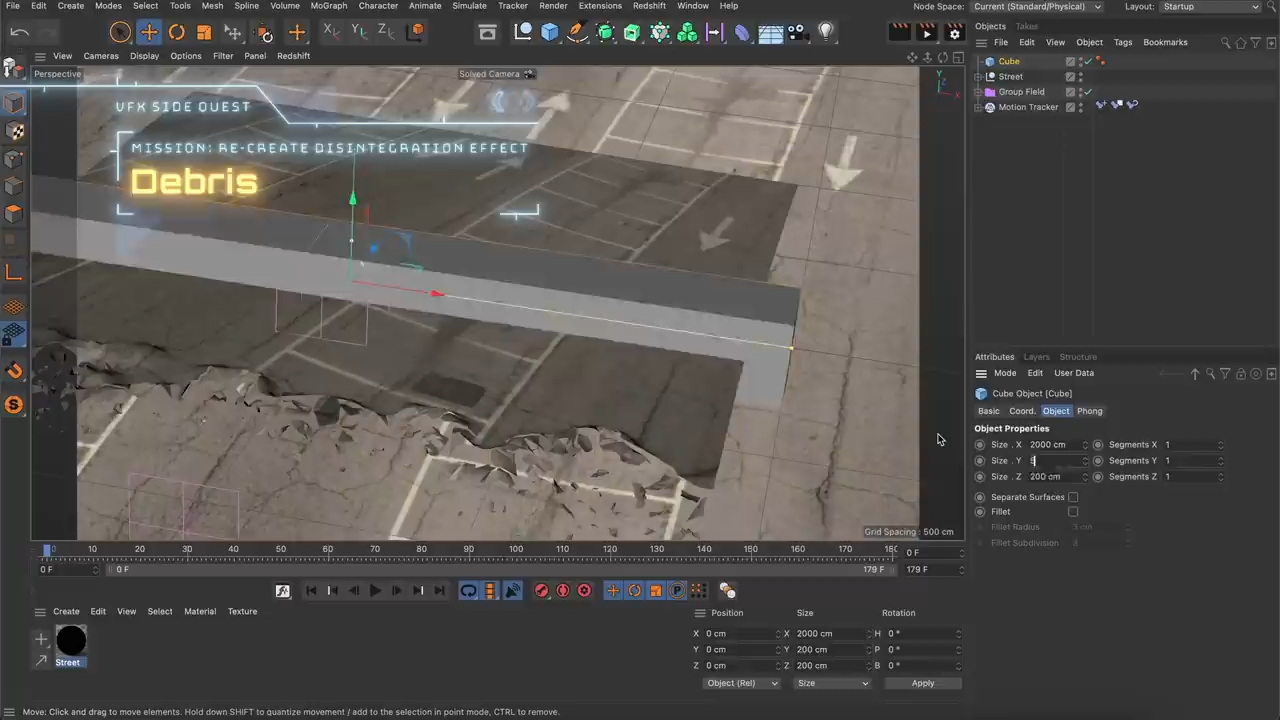 File Edit Create Modes Select Tools Mesh Spline Volume MoGraph Character Animate Simulate Tracker Render Extensions Redshift Window Help Node Space: Current (Standard/Physical) Layout: Startup
Objects Takes
File Edit View Object Tags Bookmarks
View Cameras Display Options Filter Panel Redshift
Perspective Solved Camera
Cube
Street
Group Field
Motion Tracker
VFX SIDE QUEST
MISSION: RE-CREATE DISINTEGRATION EFFECT
Debris
Y
X
Attributes Layers Structure
Mode Edit User Data
Cube Object [Cube]
Basic Coord. Object Phong
Object Properties
Size . X 2000 cm Segments X 1
Size . Y 5 Segments Y 1
Size . Z 200 cm Segments Z 1
Separate Surfaces
Fillet
Fillet Radius 3 cm
Fillet Subdivision 3
Grid Spacing : 500 cm
0 10 20 30 40 50 60 70 80 90 100 110 120 130 140 150 160 170 0 F
0 F 0 F 179 F 179 F
Create Edit View Select Material Texture
Street
Position Size Rotation
X 0 cm X 2000 cm H 0 °
Y 0 cm Y 200 cm P 0 °
Z 0 cm Z 200 cm B 0 °
Object (Rel) Size Apply
Move: Click and drag to move elements. Hold down SHIFT to quantize movement / add to the selection in point mode, CTRL to remove.